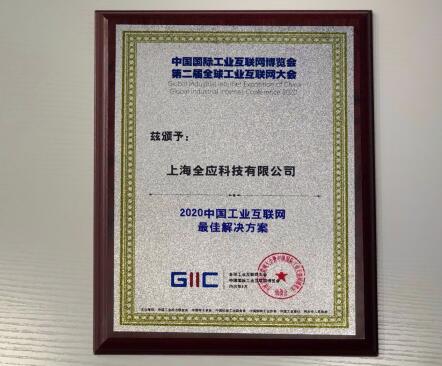 中国国际工业互联网博览会
第二届全球工业互联网大会
Global Industrial Internet Exposition of China
Global Industrial Internet Conference 2020
兹颁予：
上海全应科技有限公司
2020中国工业互联网
最佳解决方案
GIIC
全球工业互联网大会
中国国际工业互联网博览会